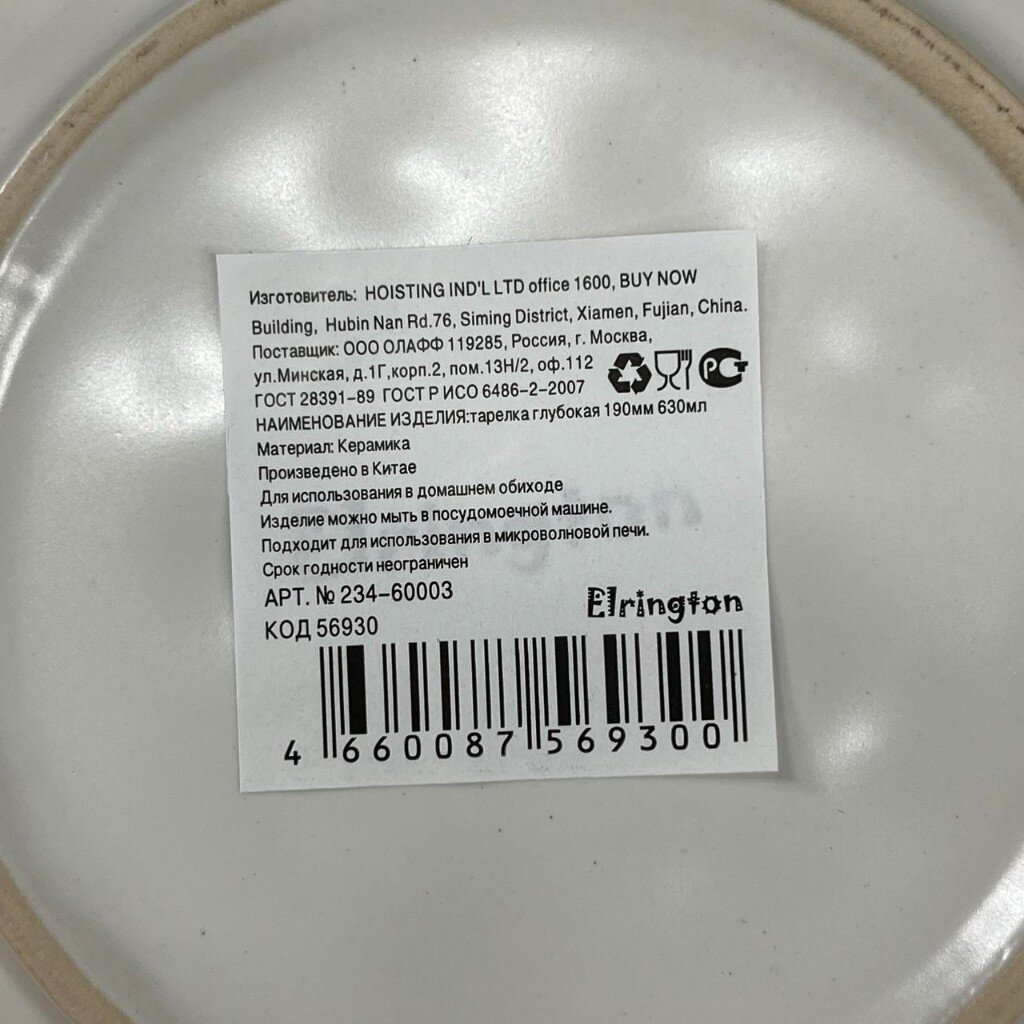 Изготовитель: HOISTING IND'L LTD office 1600, BUY NOW
Building, Hubin Nan Rd.76, Siming District, Xiamen, Fujian, China.
Поставщик: ООО ОЛАФФ 119285, Россия, г. Москва,
ул.Минская, д.1Г,корп.2, пом.13Н/2, оф.112
ГОСТ 28391-89 ГОСТ Р ИСО 6486-2-2007
НАИМЕНОВАНИЕ ИЗДЕЛИЯ:тарелка глубокая 190мм 630мл
Материал: Керамика
Произведено в Китае
Для использования в домашнем обиходе
Изделие можно мыть в посудомоечной машине.
Подходит для использования в микроволновой печи.
Срок годности неограничен
АРТ. № 234-60003
Elrington
КОД 56930
4 660087 569300